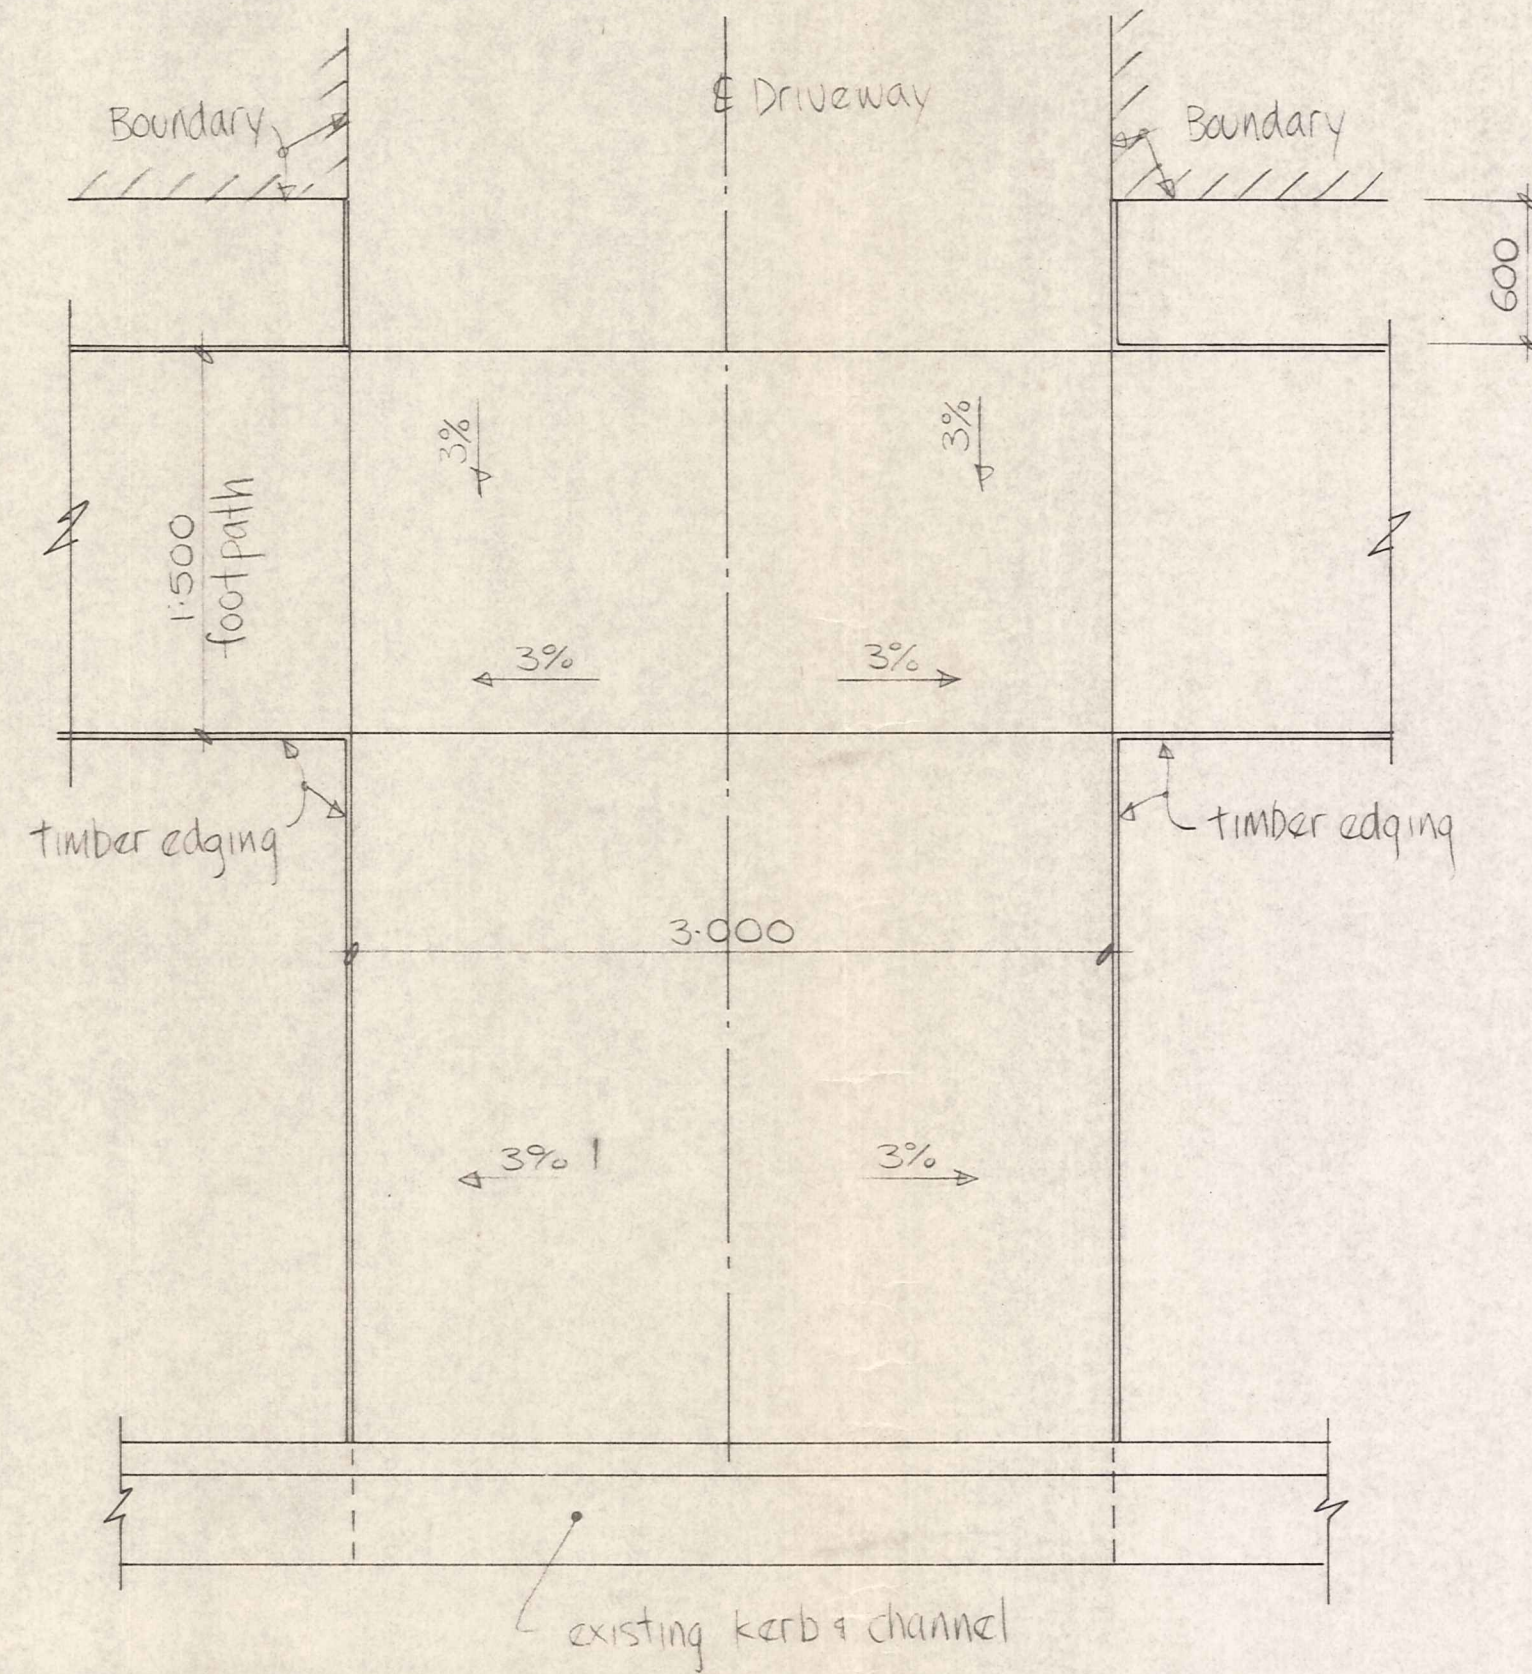 ℄ Driveway
Boundary
Boundary
600
3%
3%
1·500
footpath
3%
3%
timber edging
timber edging
3·000
3%
3%
existing kerb & channel